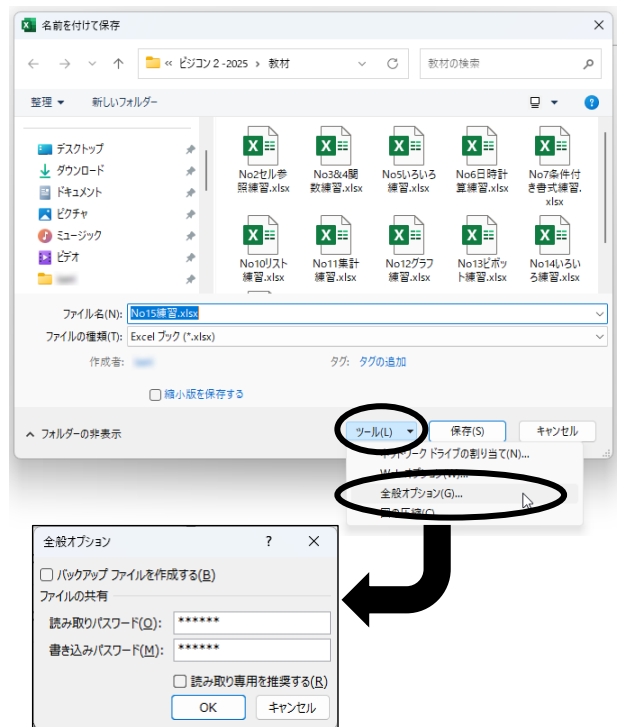 名前を付けて保存
« ビジコン２-2025 › 教材
教材の検索
整理 ▼ 新しいフォルダー
デスクトップ
ダウンロード
ドキュメント
ピクチャ
ミュージック
ビデオ
No2セル参照練習.xlsx
No3&4関数練習.xlsx
No5いろいろ練習.xlsx
No6日時計算練習.xlsx
No7条件付き書式練習.xlsx
No10リスト練習.xlsx
No11集計練習.xlsx
No12グラフ練習.xlsx
No13ピボット練習.xlsx
No14いろいろ練習.xlsx
ファイル名(N): No15練習.xlsx
ファイルの種類(T): Excel ブック (*.xlsx)
作成者: タグ: タグの追加
縮小版を保存する
フォルダーの非表示 ツール(L) ▼ 保存(S) キャンセル
ネットワーク ドライブの割り当て(N)...
Web オプション(W)...
全般オプション(G)...
図の圧縮(C)...
全般オプション ? ×
バックアップ ファイルを作成する(B)
ファイルの共有
読み取りパスワード(O): ******
書き込みパスワード(M): ******
読み取り専用を推奨する(R)
OK キャンセル